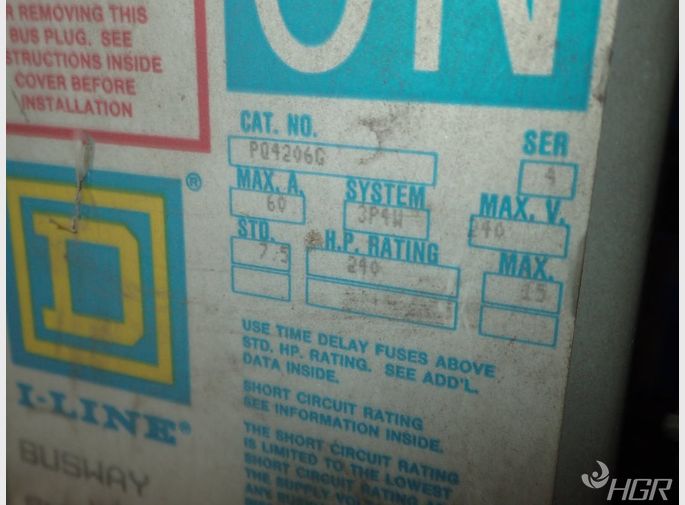 R REMOVING THIS
BUS PLUG. SEE
STRUCTIONS INSIDE
COVER BEFORE
INSTALLATION
ON
CAT. NO.
PQ4206G
SER
4
MAX. A.
60
SYSTEM
3P4W
MAX. V.
240
STD.
7.5
H.P. RATING
240
MAX.
15
USE TIME DELAY FUSES ABOVE
STD. HP. RATING. SEE ADD'L.
DATA INSIDE.
SHORT CIRCUIT RATING
SEE INFORMATION INSIDE.
THE SHORT CIRCUIT RATING
IS LIMITED TO THE LOWEST
SHORT CIRCUIT RATING
THE SUPPLY
D
®
I-LINE®
BUSWAY
HGR